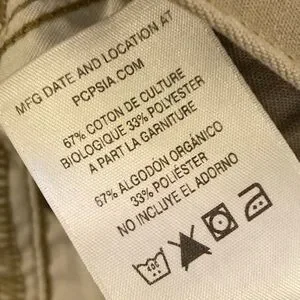 MFG DATE AND LOCATION AT
PCPSIA.COM
67% COTON DE CULTURE
BIOLOGIQUE 33% POLYESTER
A PART LA GARNITURE
67% ALGODÓN ORGÁNICO
33% POLIÉSTER
NO INCLUYE EL ADORNO